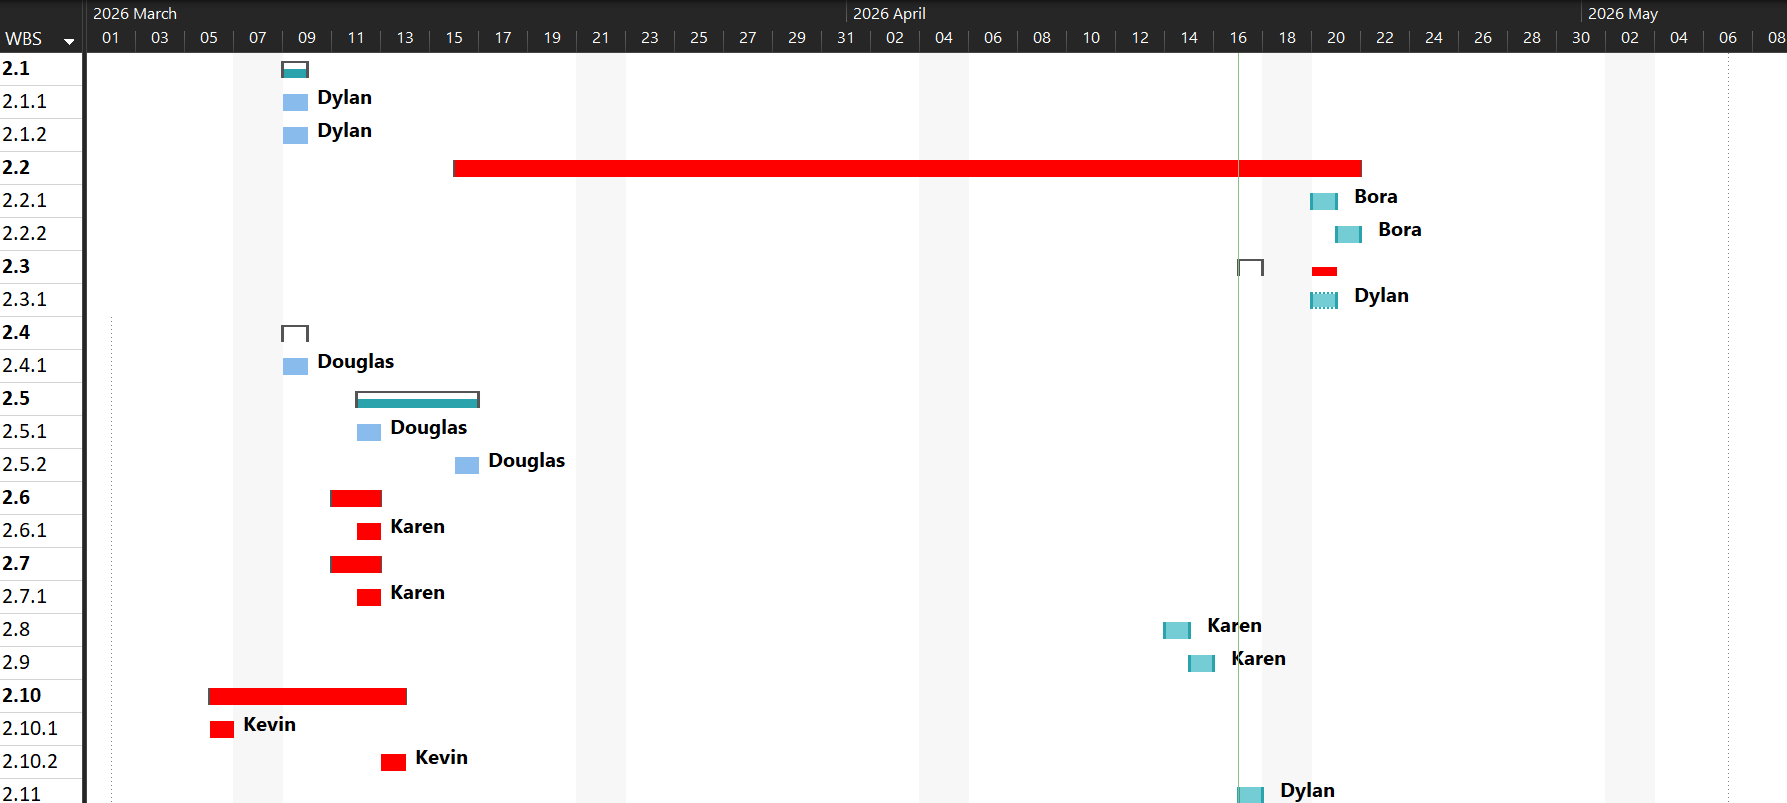 2026 March 2026 April 2026 May
WBS 01 03 05 07 09 11 13 15 17 19 21 23 25 27 29 31 02 04 06 08 10 12 14 16 18 20 22 24 26 28 30 02 04 06 08
2.1
2.1.1 Dylan
2.1.2 Dylan
2.2
2.2.1 Bora
2.2.2 Bora
2.3
2.3.1 Dylan
2.4
2.4.1 Douglas
2.5
2.5.1 Douglas
2.5.2 Douglas
2.6
2.6.1 Karen
2.7
2.7.1 Karen
2.8 Karen
2.9 Karen
2.10
2.10.1 Kevin
2.10.2 Kevin
2.11 Dylan